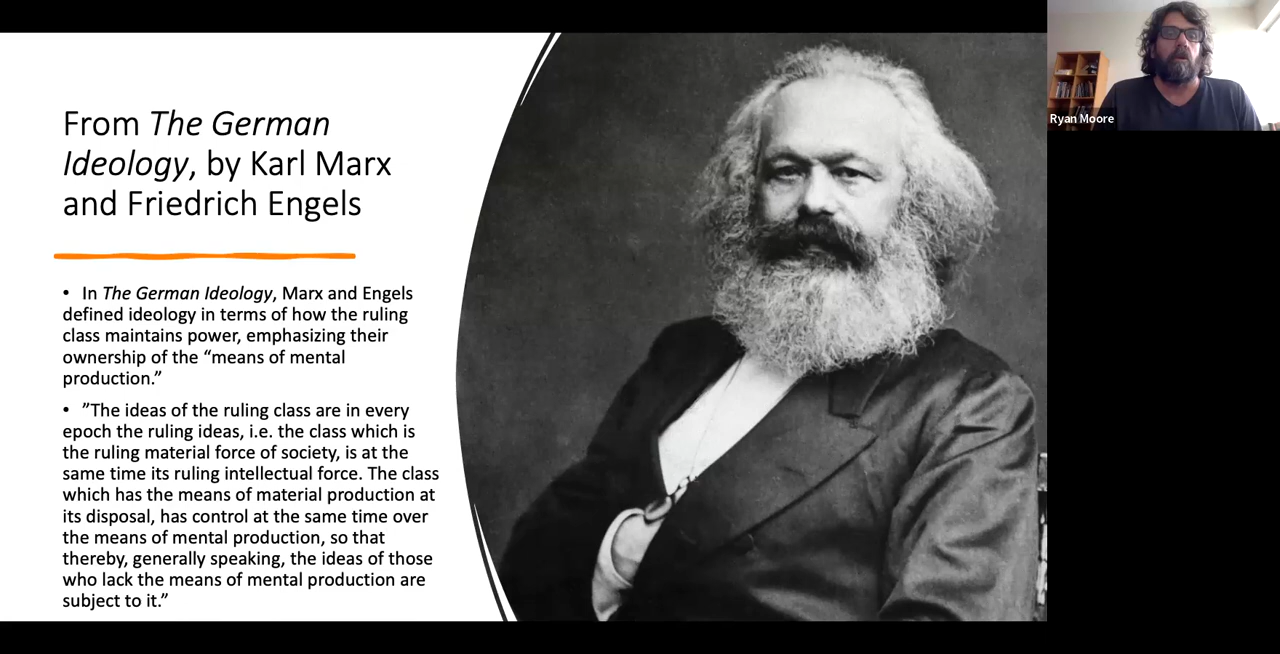 From The German
Ideology, by Karl Marx
and Friedrich Engels
• In The German Ideology, Marx and Engels
defined ideology in terms of how the ruling
class maintains power, emphasizing their
ownership of the “means of mental
production.”
• ”The ideas of the ruling class are in every
epoch the ruling ideas, i.e. the class which is
the ruling material force of society, is at the
same time its ruling intellectual force. The class
which has the means of material production at
its disposal, has control at the same time over
the means of mental production, so that
thereby, generally speaking, the ideas of those
who lack the means of mental production are
subject to it.”
Ryan Moore